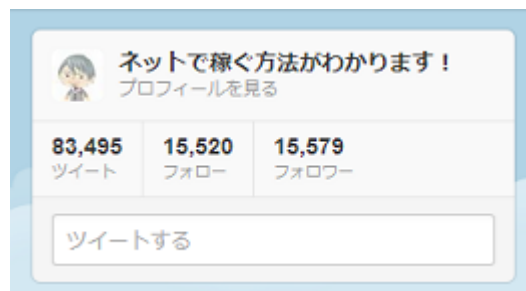 ネットで稼ぐ方法がわかります！
プロフィールを見る
83,495 15,520 15,579
ツイート フォロー フォロワー
ツイートする